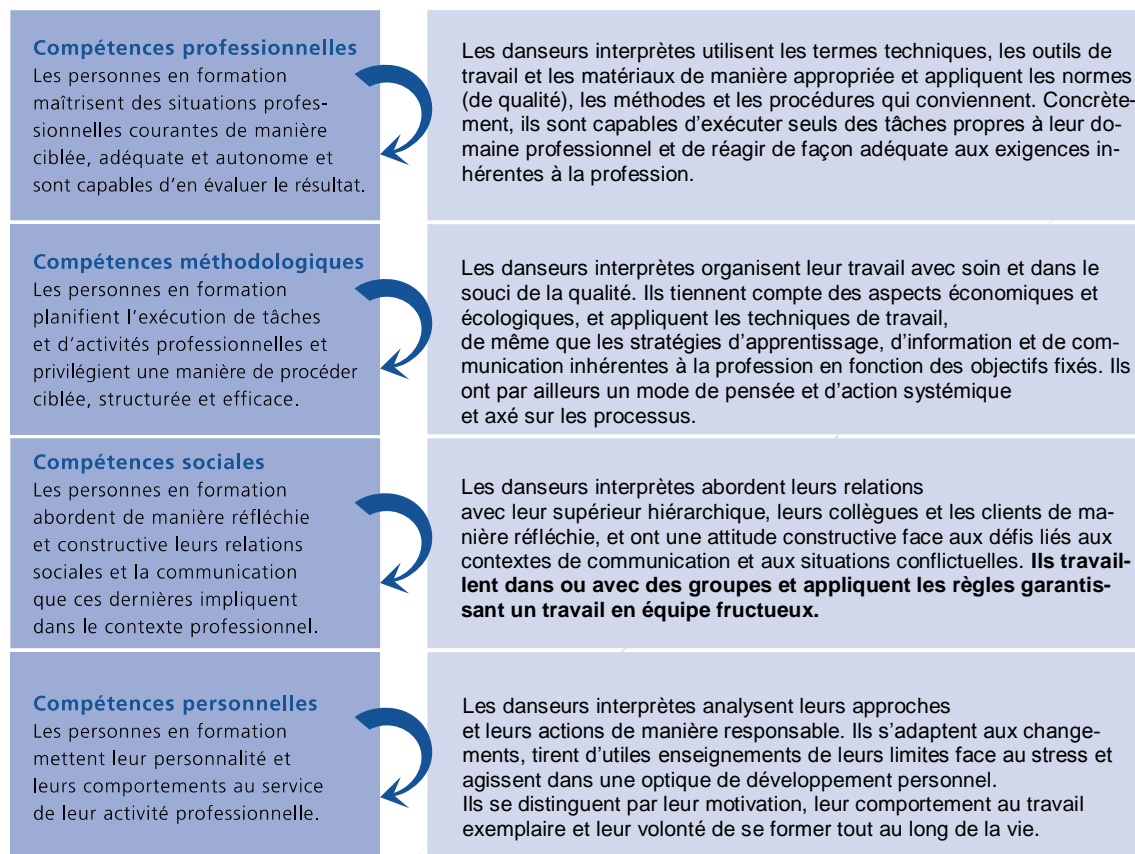 Compétences professionnelles
Les personnes en formation
maîtrisent des situations profes-
sionnelles courantes de manière
ciblée, adéquate et autonome et
sont capables d'en évaluer le résultat.
Les danseurs interprètes utilisent les termes techniques, les outils de
travail et les matériaux de manière appropriée et appliquent les normes
(de qualité), les méthodes et les procédures qui conviennent. Concrète-
ment, ils sont capables d'exécuter seuls des tâches propres à leur do-
maine professionnel et de réagir de façon adéquate aux exigences in-
hérentes à la profession.
Compétences méthodologiques
Les personnes en formation
planifient l'exécution de tâches
et d'activités professionnelles et
privilégient une manière de procéder
ciblée, structurée et efficace.
Les danseurs interprètes organisent leur travail avec soin et dans le
souci de la qualité. Ils tiennent compte des aspects économiques et
écologiques, et appliquent les techniques de travail,
de même que les stratégies d'apprentissage, d'information et de com-
munication inhérentes à la profession en fonction des objectifs fixés. Ils
ont par ailleurs un mode de pensée et d'action systémique
et axé sur les processus.
Compétences sociales
Les personnes en formation
abordent de manière réfléchie
et constructive leurs relations
sociales et la communication
que ces dernières impliquent
dans le contexte professionnel.
Les danseurs interprètes abordent leurs relations
avec leur supérieur hiérarchique, leurs collègues et les clients de ma-
nière réfléchie, et ont une attitude constructive face aux défis liés aux
contextes de communication et aux situations conflictuelles. Ils travail-
lent dans ou avec des groupes et appliquent les règles garantis-
sant un travail en équipe fructueux.
Compétences personnelles
Les personnes en formation
mettent leur personnalité et
leurs comportements au service
de leur activité professionnelle.
Les danseurs interprètes analysent leurs approches
et leurs actions de manière responsable. Ils s'adaptent aux change-
ments, tirent d'utiles enseignements de leurs limites face au stress et
agissent dans une optique de développement personnel.
Ils se distinguent par leur motivation, leur comportement au travail
exemplaire et leur volonté de se former tout au long de la vie.